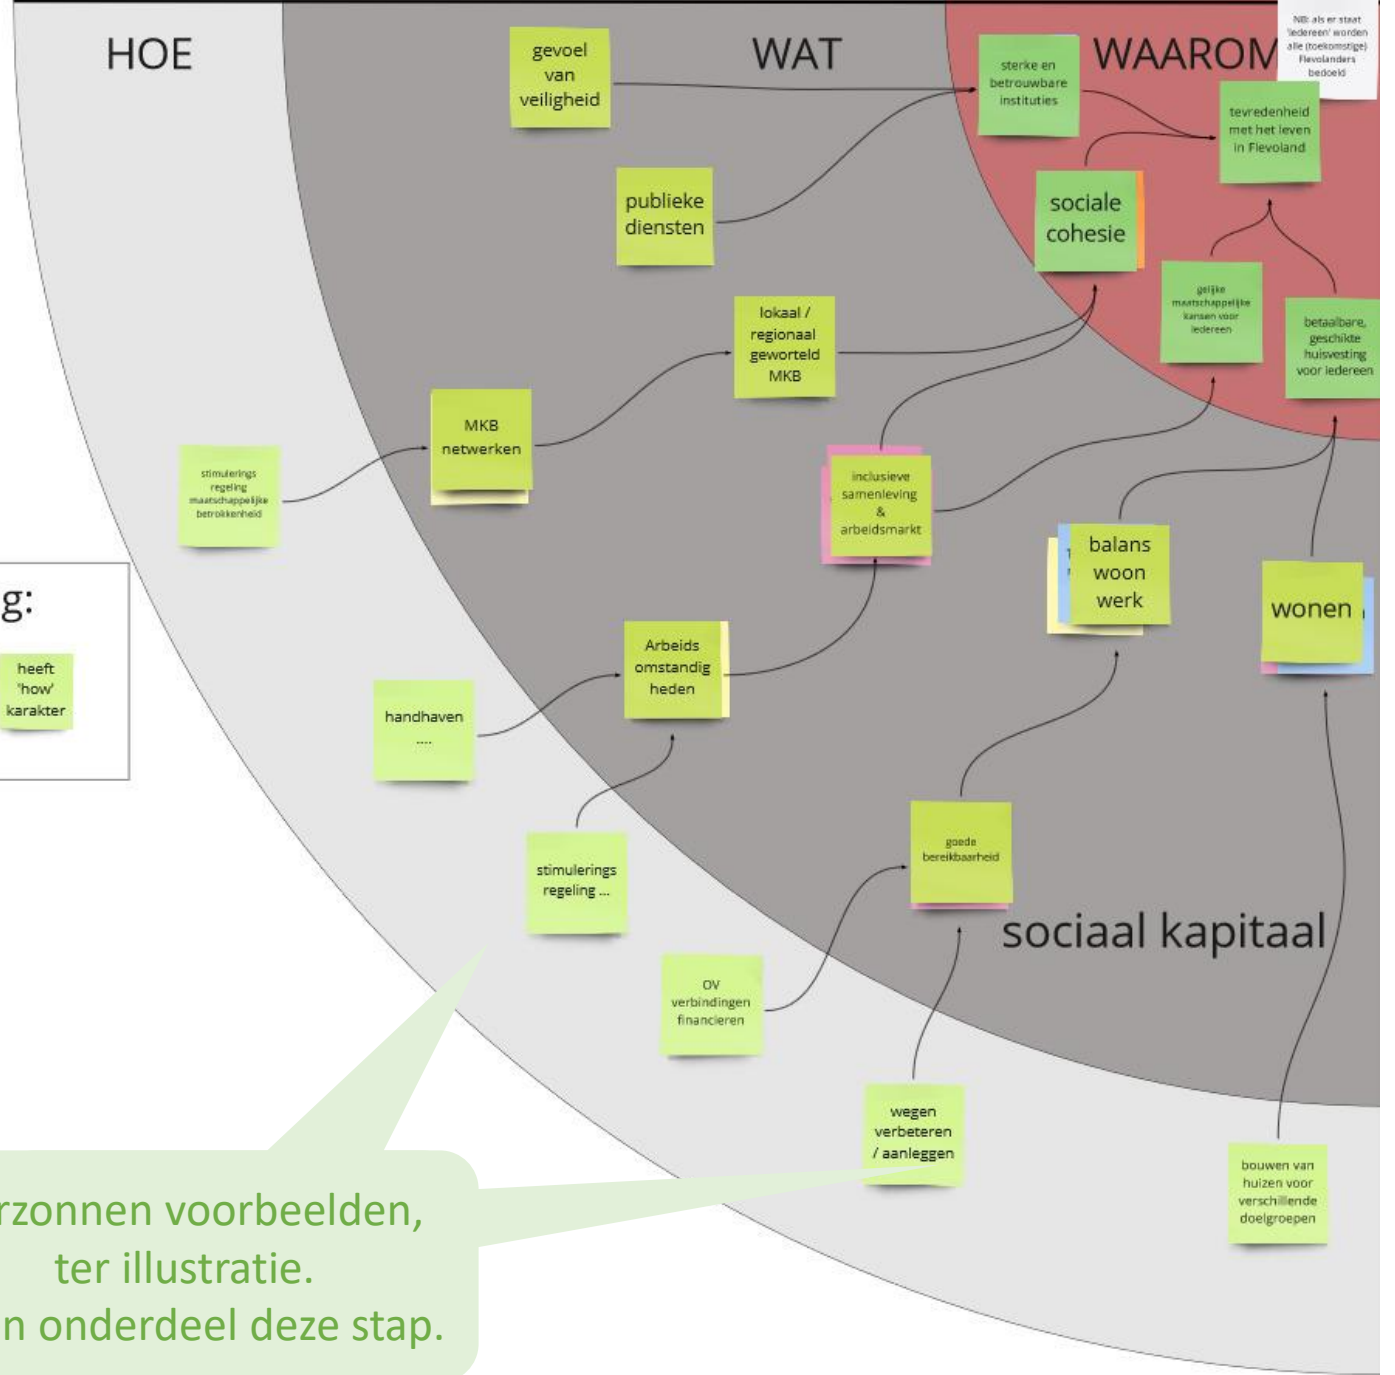 HOE
WAT
WAAROM
NB: als er staat
'iedereen' worden
alle (toekomstige)
Flevolanders
bedoeld
gevoel
van
veiligheid
sterke en
betrouwbare
instituties
tevredenheid
met het leven
in Flevoland
publieke
diensten
sociale
cohesie
gelijke
maatschappelijke
kansen voor
iedereen
betaalbare,
geschikte
huisvesting
voor iedereen
lokaal /
regionaal
geworteld
MKB
MKB
netwerken
stimulerings
regeling
maatschappelijke
betrokkenheid
inclusieve
samenleving
&
arbeidsmarkt
balans
woon
werk
wonen
g:
heeft
'how'
karakter
Arbeids
omstandig
heden
handhaven
....
stimulerings
regeling ...
goede
bereikbaarheid
sociaal kapitaal
OV
verbindingen
financieren
wegen
verbeteren
/ aanleggen
bouwen van
huizen voor
verschillende
doelgroepen
rzonnen voorbeelden,
ter illustratie.
n onderdeel deze stap.